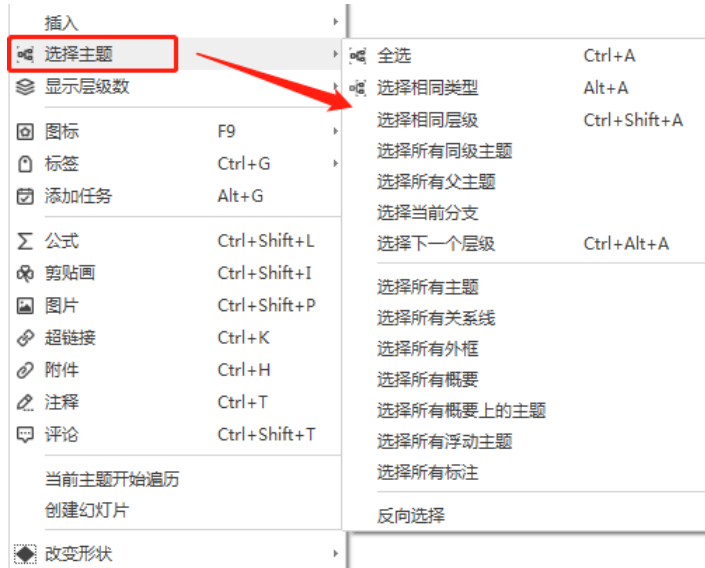 插入
选择主题
显示层级数
图标 F9
标签 Ctrl+G
添加任务 Alt+G
公式 Ctrl+Shift+L
剪贴画 Ctrl+Shift+I
图片 Ctrl+Shift+P
超链接 Ctrl+K
附件 Ctrl+H
注释 Ctrl+T
评论 Ctrl+Shift+T
当前主题开始遍历
创建幻灯片
改变形状
全选 Ctrl+A
选择相同类型 Alt+A
选择相同层级 Ctrl+Shift+A
选择所有同级主题
选择所有父主题
选择当前分支
选择下一个层级 Ctrl+Alt+A
选择所有主题
选择所有关系线
选择所有外框
选择所有概要
选择所有概要上的主题
选择所有浮动主题
选择所有标注
反向选择